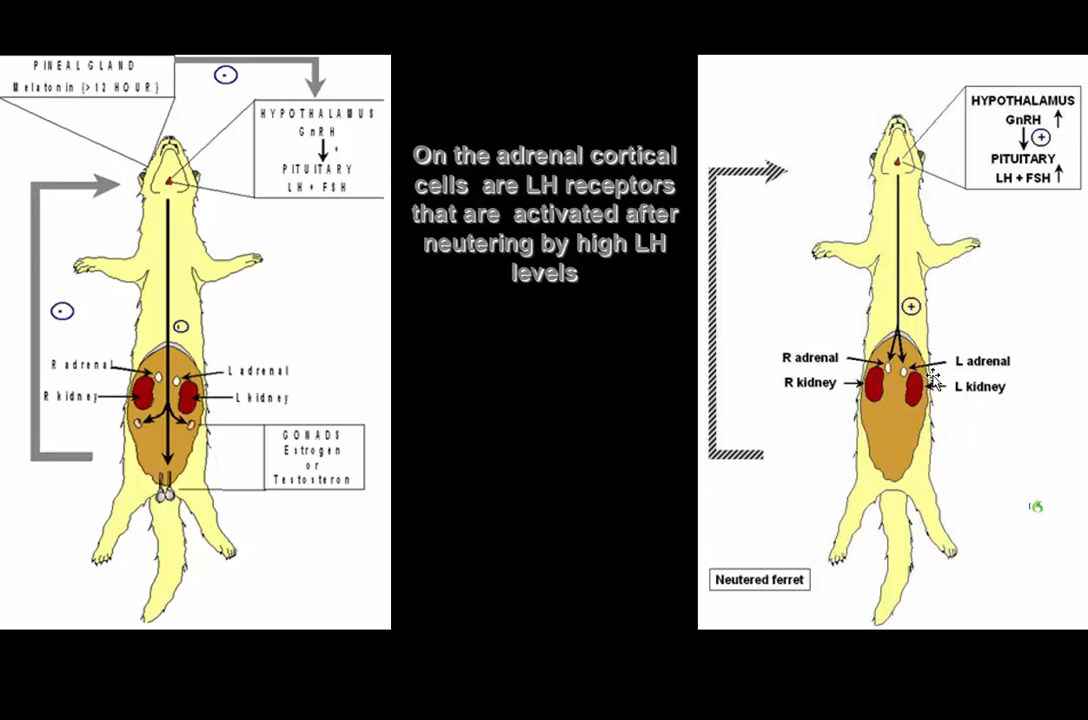 PINEAL GLAND
Melatonin (>12 HOUR)
-
HYPOTHALAMUS
GnRH
+
PITUITARY
LH + FSH
-
R adrenal
L adrenal
R kidney
L kidney
GONADS
Estrogen
or
Testosteron
On the adrenal cortical
cells are LH receptors
that are activated after
neutering by high LH
levels
HYPOTHALAMUS
GnRH
+
PITUITARY
LH + FSH
+
R adrenal
L adrenal
R kidney
L kidney
Neutered ferret